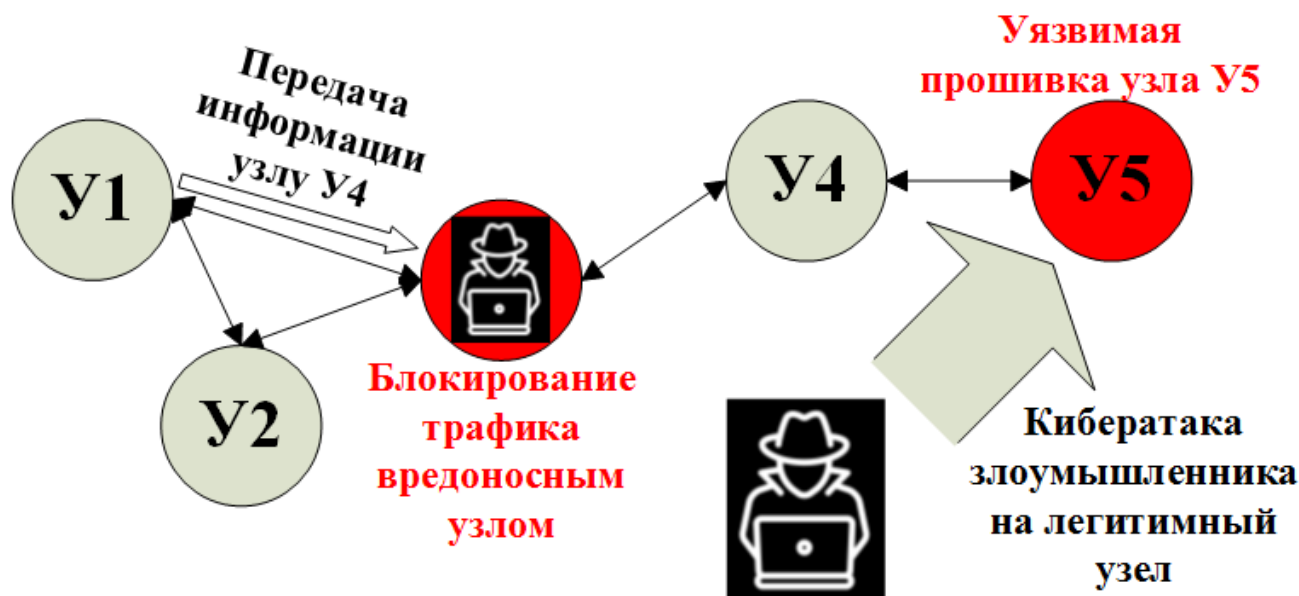 Передача
информации
узлу У4
У1
У2
Блокирование
трафика
вредоносным
узлом
У4
Уязвимая
прошивка узла У5
У5
Кибератака
злоумышленника
на легитимный
узел